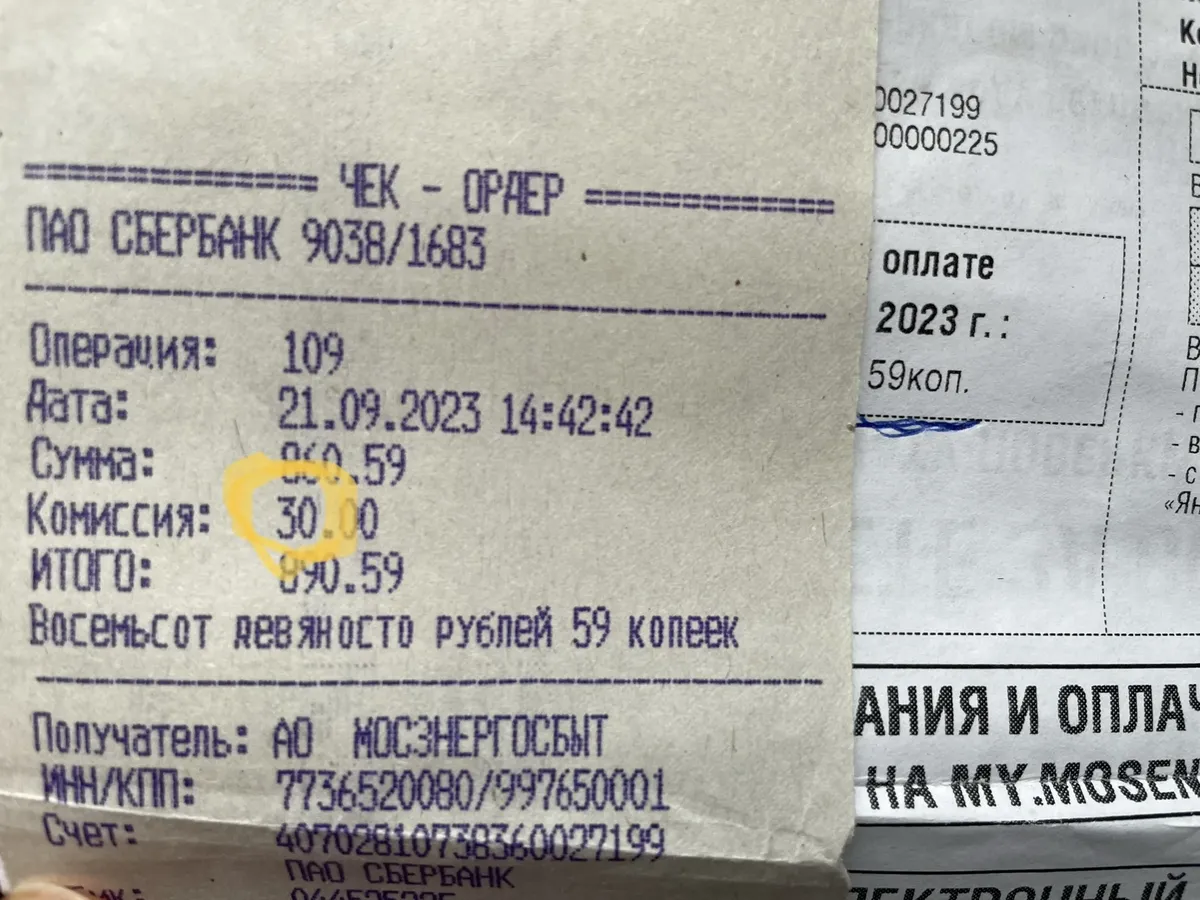 ============== ЧЕК - ОРДЕР ==============
ПАО СБЕРБАНК 9038/1683
Операция: 109
Дата: 21.09.2023 14:42:42
Сумма: 860.59
Комиссия: 30.00
ИТОГО: 890.59
Восемьсот девяносто рублей 59 копеек
Получатель: АО МОСЭНЕРГОСБЫТ
ИНН/КПП: 7736520080/997650001
Счет: 40702810738360027199
ПАО СБЕРБАНК
0027199
00000225
оплате
2023 г.:
59коп.
АНИЯ И ОПЛАЧ
НА MY.MOSEN
ЛЕКТРОННЫЙ